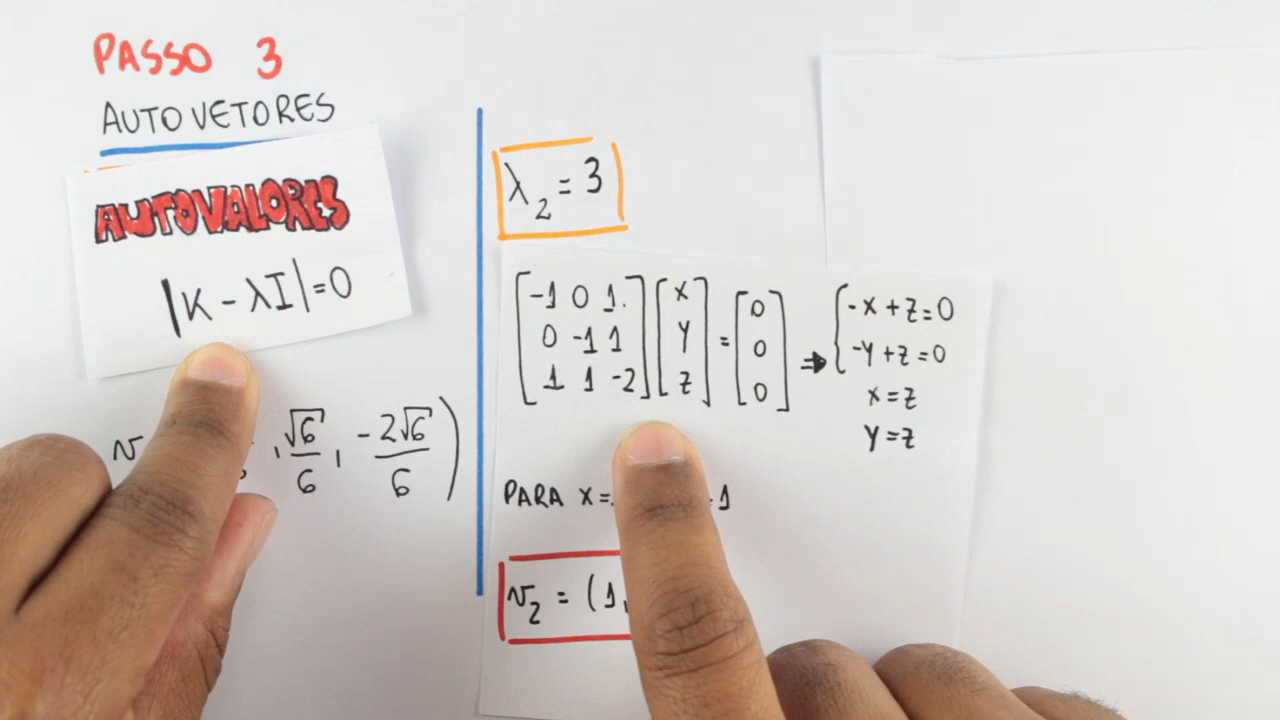 PASSO 3
AUTOVETORES
AUTOVALORES
|K - λI| = 0
, √6/6 , -2√6/6 )
λ₂ = 3
[-1 0 1] [x] [0] {-x + z = 0
[0 -1 1] [y] = [0] ⇒ {-y + z = 0
[1 1 -2] [z] [0] x = z
y = z
PARA x = 1
v₂ = (1,